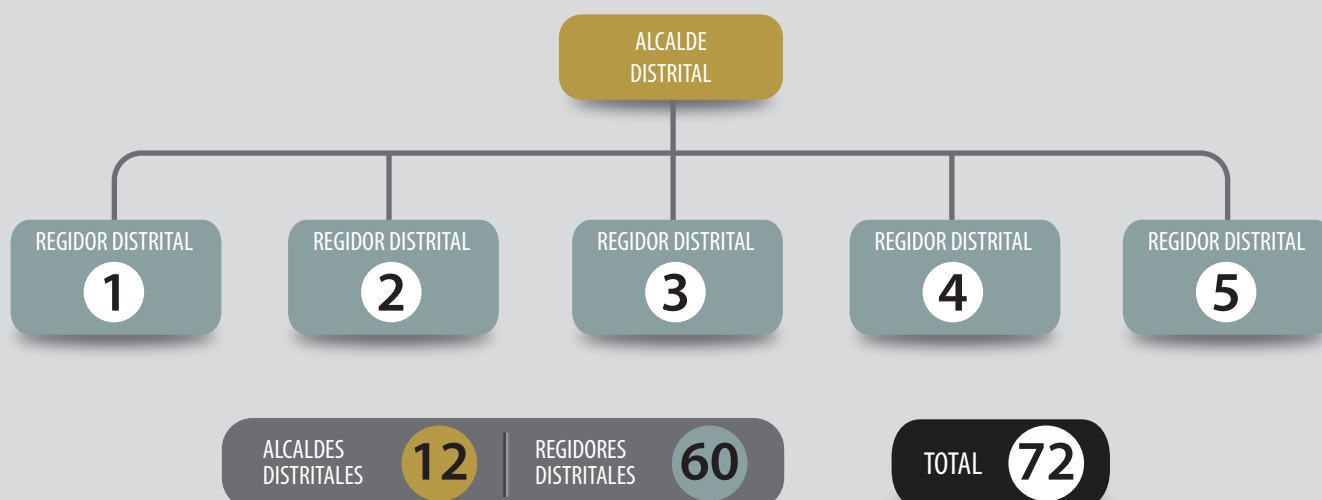 ALCALDE
DISTRITAL
REGIDOR DISTRITAL
1
REGIDOR DISTRITAL
2
REGIDOR DISTRITAL
3
REGIDOR DISTRITAL
4
REGIDOR DISTRITAL
5
ALCALDES
DISTRITALES
12
REGIDORES
DISTRITALES
60
TOTAL
72